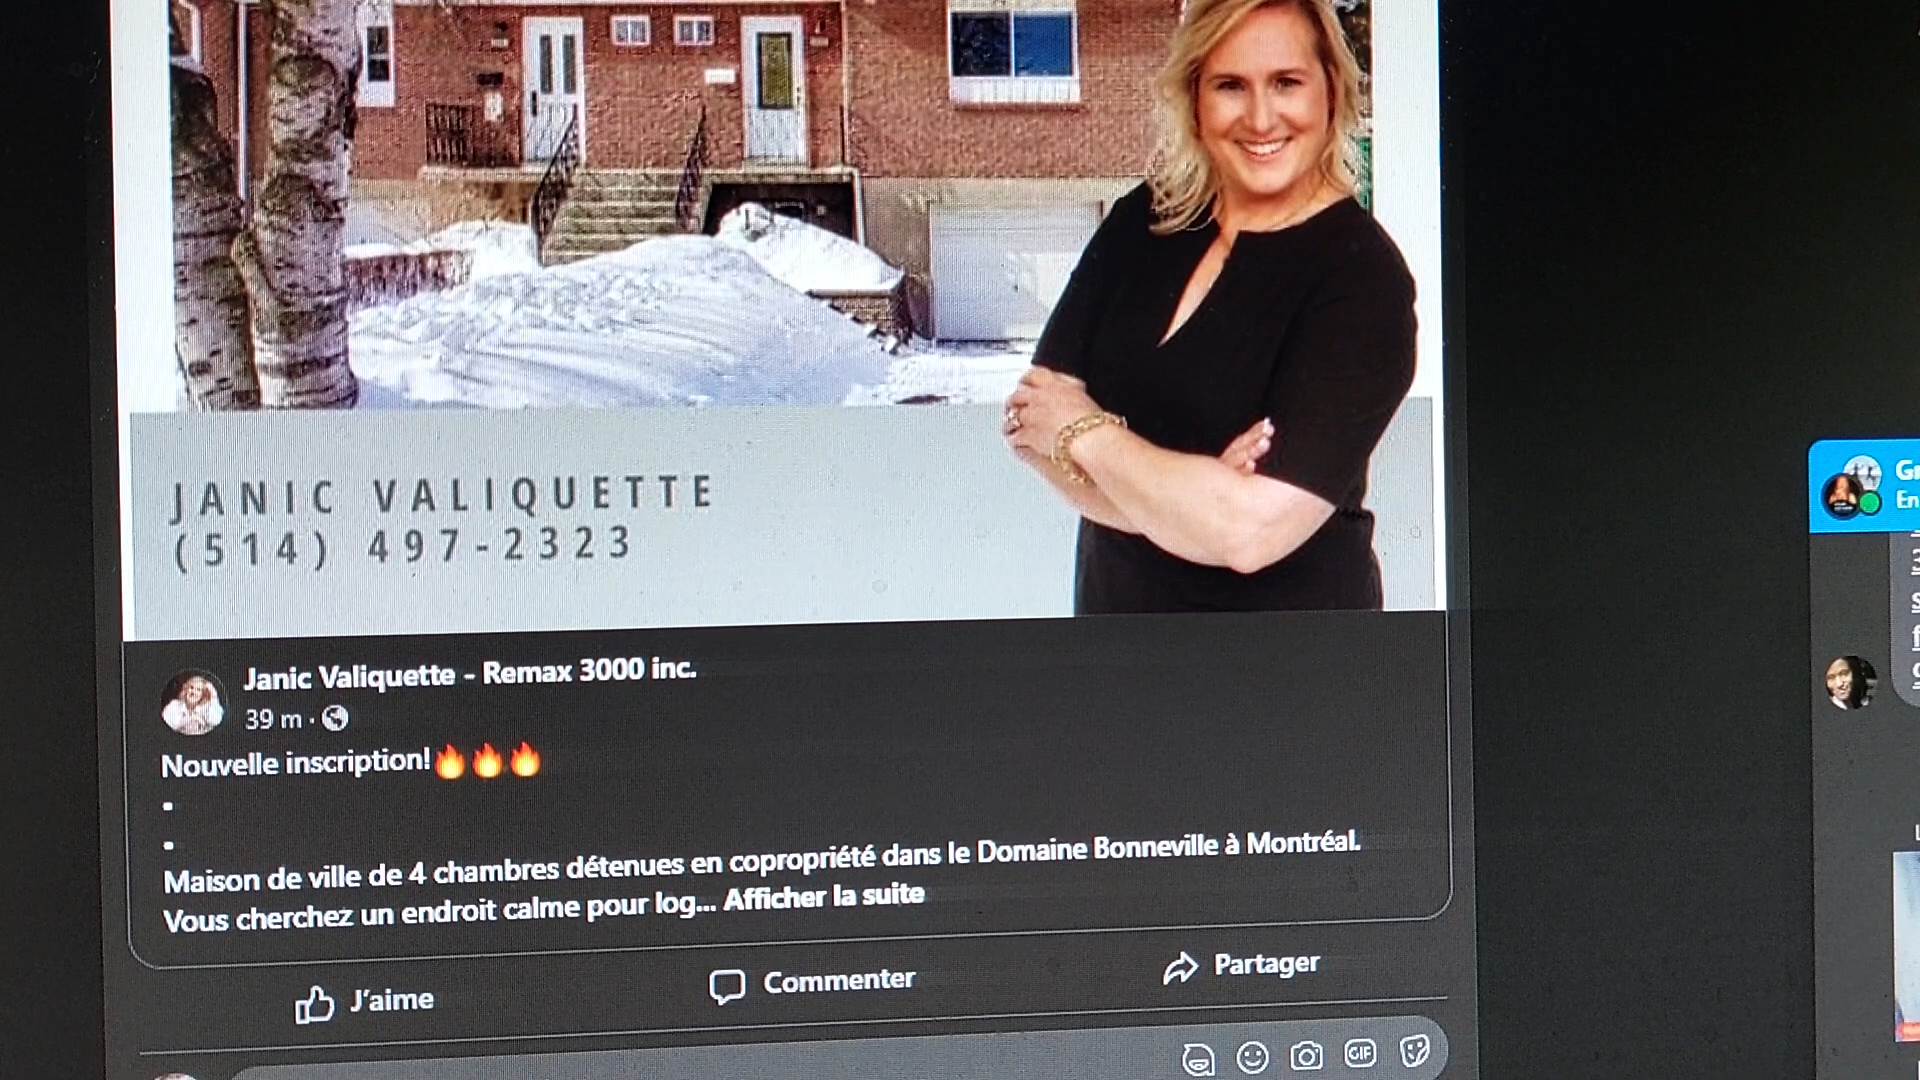 JANIC VALIQUETTE
(514) 497-2323
Janic Valiquette - Remax 3000 inc.
39 m ·
Nouvelle inscription!🔥🔥🔥
.
.
Maison de ville de 4 chambres détenues en copropriété dans le Domaine Bonneville à Montréal.
Vous cherchez un endroit calme pour log... Afficher la suite
J'aime
Commenter
Partager
GIF
En